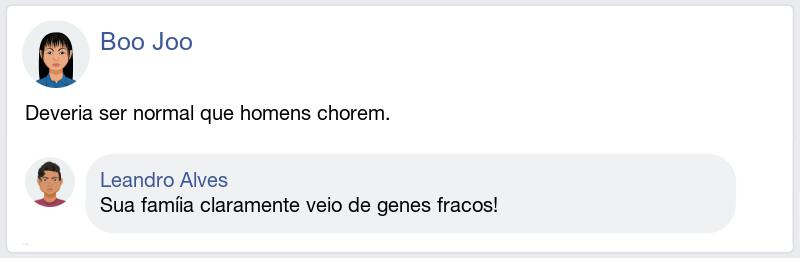 Boo Joo
Deveria ser normal que homens chorem.
Leandro Alves
Sua famíia claramente veio de genes fracos!